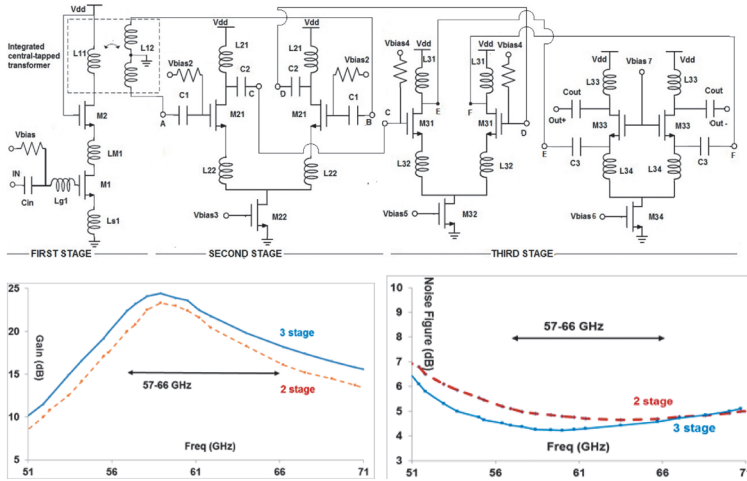 Vdd
Integrated
central-tapped
transformer
L11
L12
Vbias
IN
Cin
Lg1
M2
LM1
M1
Ls1
Vdd
Vbias2
L21
C2
C
C1
A
M21
L22
Vbias3
M22
Vdd
L21
C2
D
Vbias2
C1
B
M21
L22
Vbias4
Vdd
L31
E
C
M31
L32
Vbias5
M32
Vdd
Vbias4
L31
F
D
M31
L32
Vdd
L33
Vbias 7
Vdd
L33
Cout
Out+
M33
M33
Cout
Out -
E
C3
L34
L34
C3
F
Vbias 6
M34
FIRST STAGE
SECOND STAGE
THIRD STAGE
25
20
15
10
5
Gain
(dB)
3 stage
2 stage
57-66 GHz
Freq (GHz)
51 56 61 66 71
10
9
8
7
6
5
4
3
Noise Figure
(dB)
57-66 GHz
2 stage
3 stage
Freq (GHz)
51 56 61 66